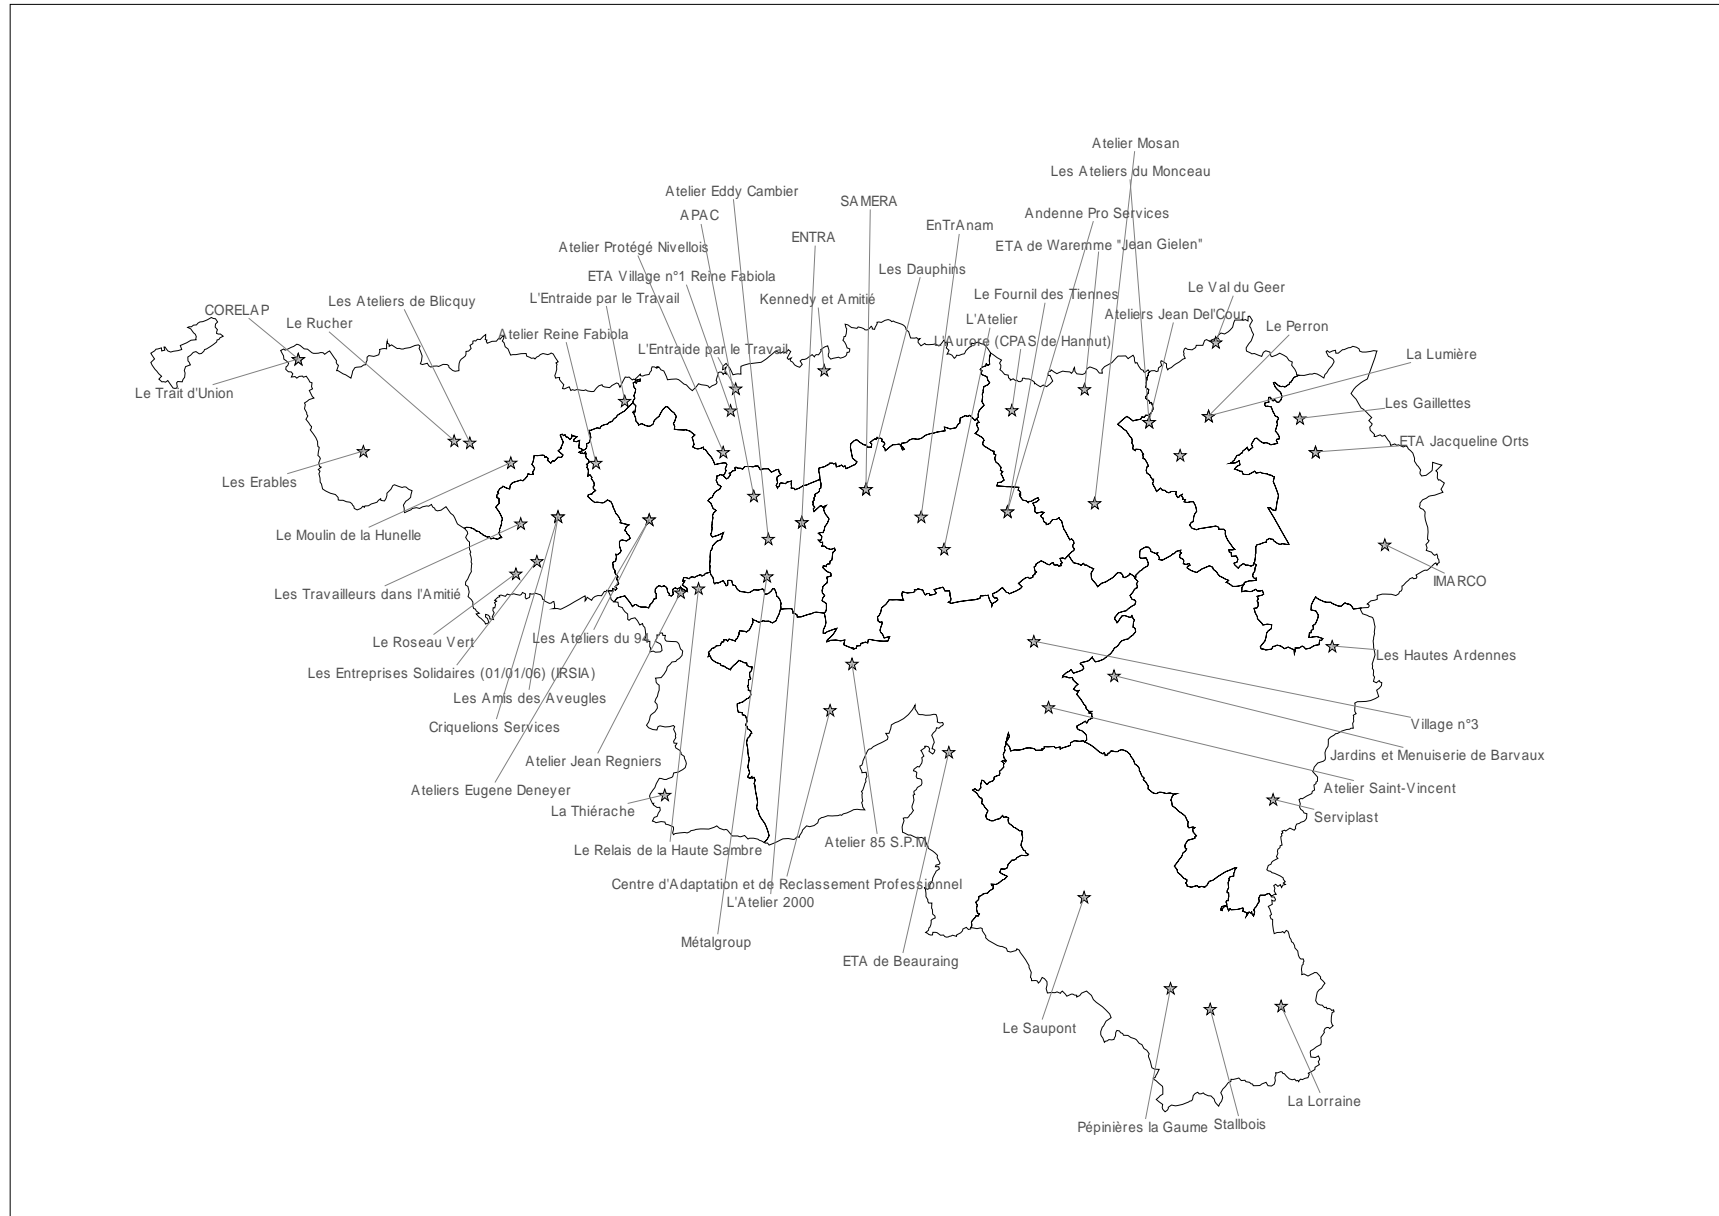 Atelier Mosan
Les Ateliers du Monceau
Atelier Eddy Cambier
SAMERA
APAC
Andenne Pro Services
EnTrAnam
ENTRA
ETA de Waremme "Jean Gielen"
Atelier Protégé Nivellois
Les Dauphins
ETA Village n°1 Reine Fabiola
Le Val du Geer
L'Entraide par le Travail
Kennedy et Amitié
Le Fournil des Tiennes
Les Ateliers de Blicquy
CORELAP
Ateliers Jean Del'Cour
L'Atelier
Le Rucher
Le Perron
Atelier Reine Fabiola
L'Aurore (CPAS de Hannut)
L'Entraide par le Travail
La Lumière
Le Trait d'Union
Les Gaillettes
ETA Jacqueline Orts
Les Erables
Le Moulin de la Hunelle
IMARCO
Les Travailleurs dans l'Amitié
Les Ateliers du 94
Le Roseau Vert
Les Hautes Ardennes
Les Entreprises Solidaires (01/01/06) (IRSIA)
Les Amis des Aveugles
Village n°3
Criquelions Services
Jardins et Menuiserie de Barvaux
Atelier Jean Regniers
Atelier Saint-Vincent
Ateliers Eugene Deneyer
La Thiérache
Serviplast
Atelier 85 S.P.M
Le Relais de la Haute Sambre
Centre d'Adaptation et de Reclassement Professionnel
L'Atelier 2000
Métalgroup
ETA de Beauraing
Le Saupont
La Lorraine
Stallbois
Pépinières la Gaume